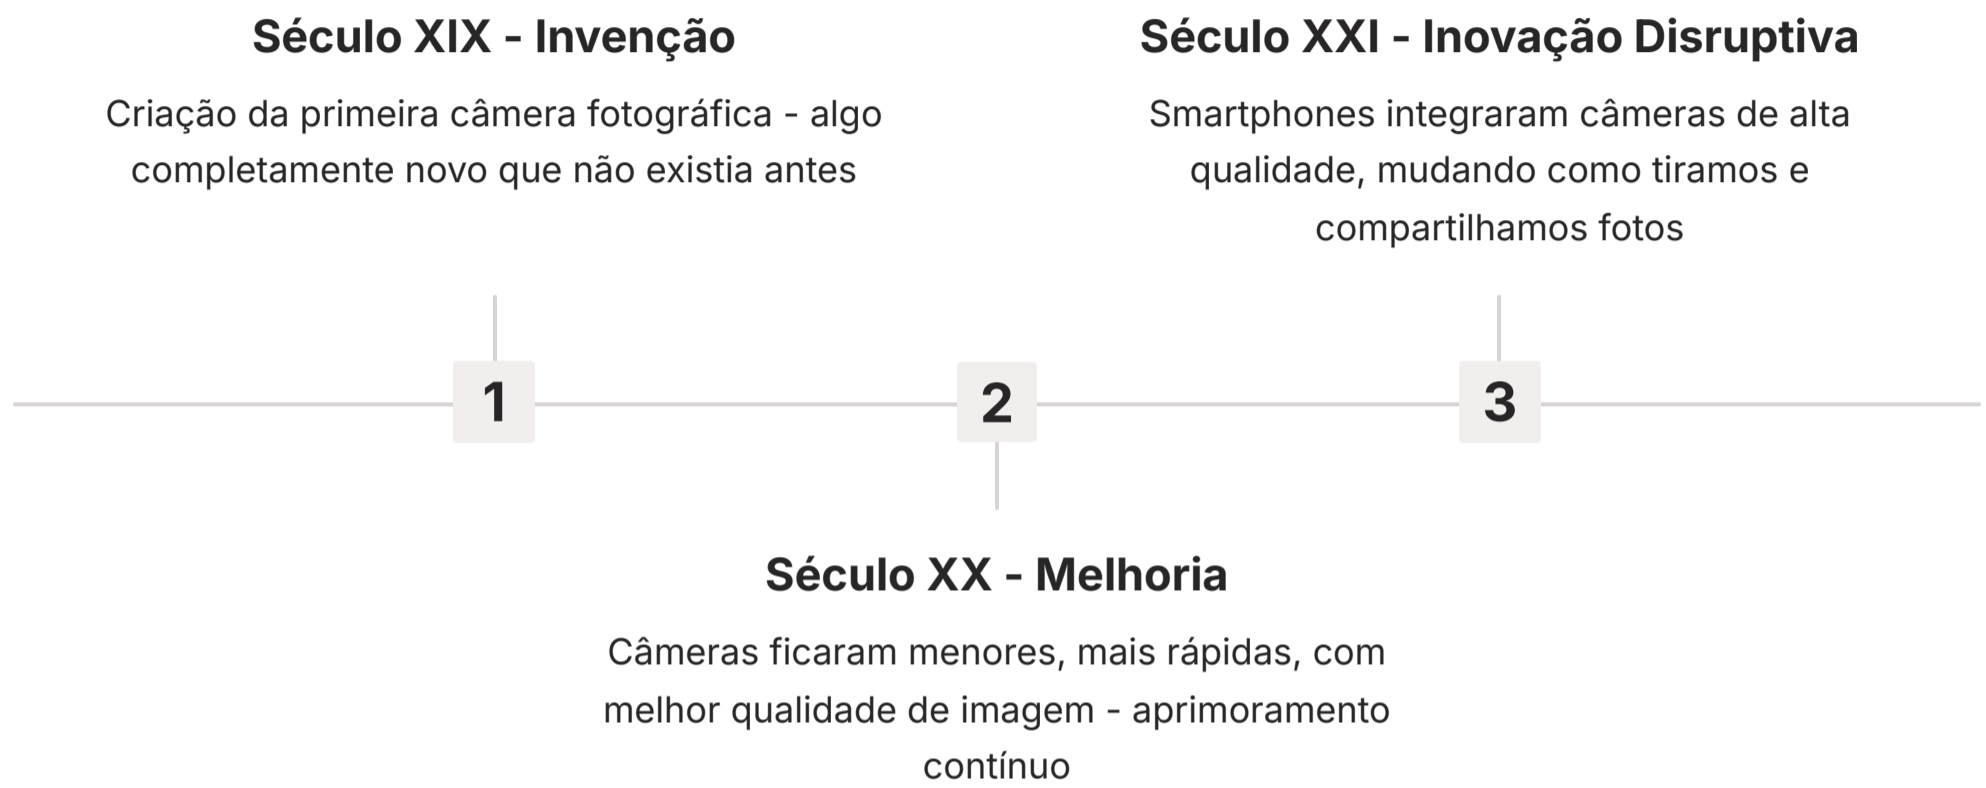 Século XIX - Invenção
Criação da primeira câmera fotográfica - algo
completamente novo que não existia antes
Século XXI - Inovação Disruptiva
Smartphones integraram câmeras de alta
qualidade, mudando como tiramos e
compartilhamos fotos
1
2
3
Século XX - Melhoria
Câmeras ficaram menores, mais rápidas, com
melhor qualidade de imagem - aprimoramento
contínuo